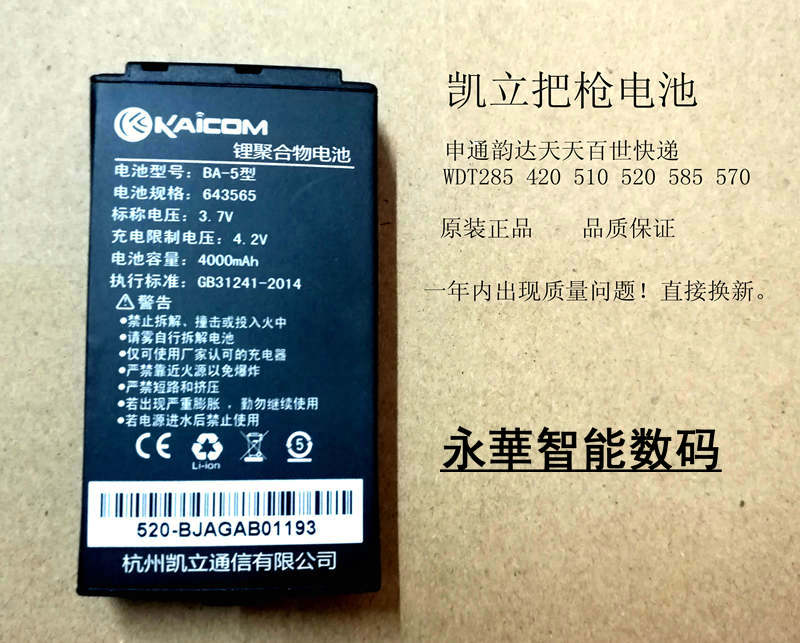 KAICOM
锂聚合物电池
电池型号：BA-5型
电池规格：643565
标称电压：3.7V
充电限制电压：4.2V
电池容量：4000mAh
执行标准：GB31241-2014
警告
•禁止拆解、撞击或投入火中
•请雾自行拆解电池
•仅可使用厂家认可的充电器
•严禁靠近火源以免爆炸
•严禁短路和挤压
•若出现严重膨胀，勤勿继续使用
•若电源进水后禁止使用
CE
Li-ion
5
520-BJAGAB01193
杭州凯立通信有限公司
凯立把枪电池
申通韵达天天百世快递
WDT285 420 510 520 585 570
原装正品 品质保证
一年内出现质量问题！直接换新。
永華智能数码